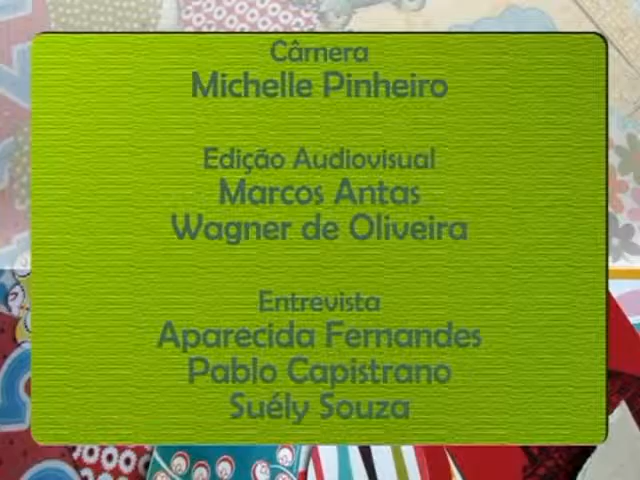 Câmera
Michelle Pinheiro
Edição Audiovisual
Marcos Antas
Wagner de Oliveira
Entrevista
Aparecida Fernandes
Pablo Capistrano
Suély Souza